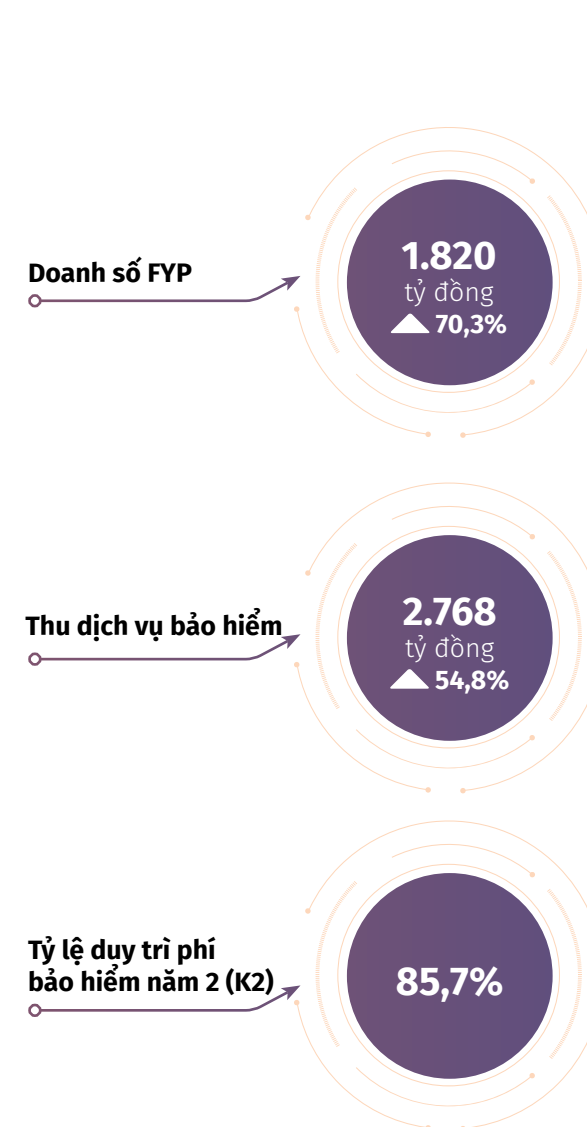 Doanh số FYP
1.820
tỷ đồng
70,3%
Thu dịch vụ bảo hiểm
2.768
tỷ đồng
54,8%
Tỷ lệ duy trì phí
bảo hiểm năm 2 (K2)
85,7%